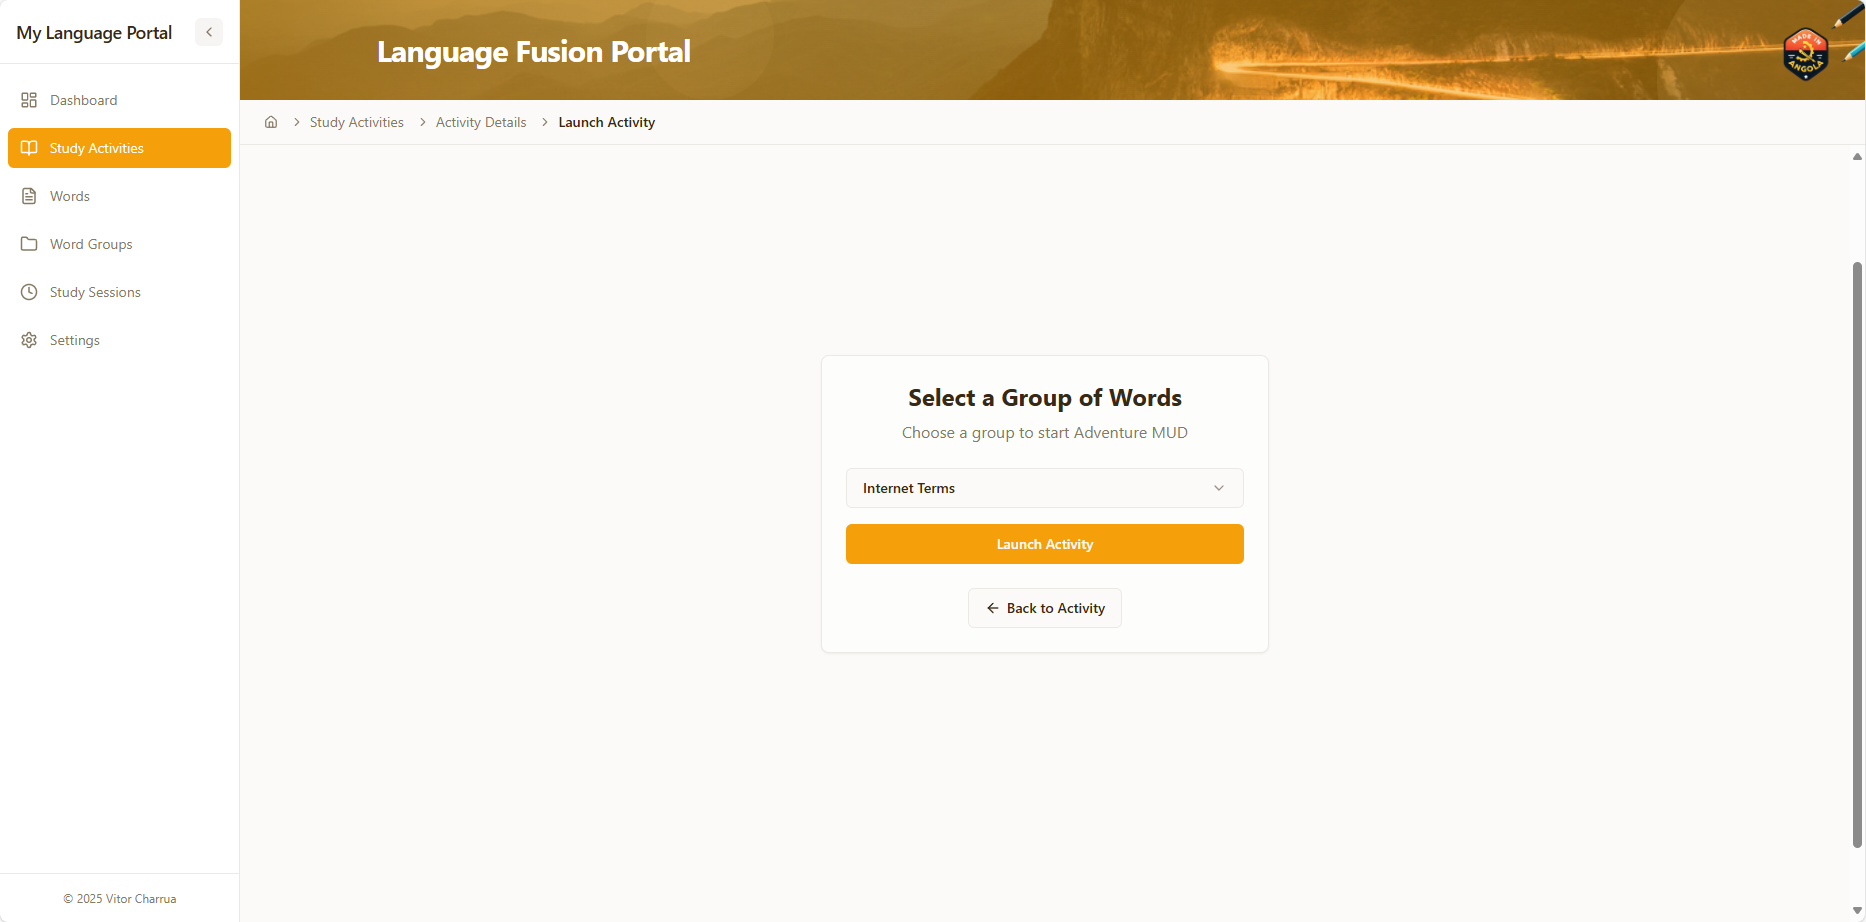 My Language Portal
Dashboard
Study Activities
Words
Word Groups
Study Sessions
Settings
© 2025 Vitor Charrua
Language Fusion Portal
MADE IN
ANGOLA
Study Activities
Activity Details
Launch Activity
Select a Group of Words
Choose a group to start Adventure MUD
Internet Terms
Launch Activity
Back to Activity